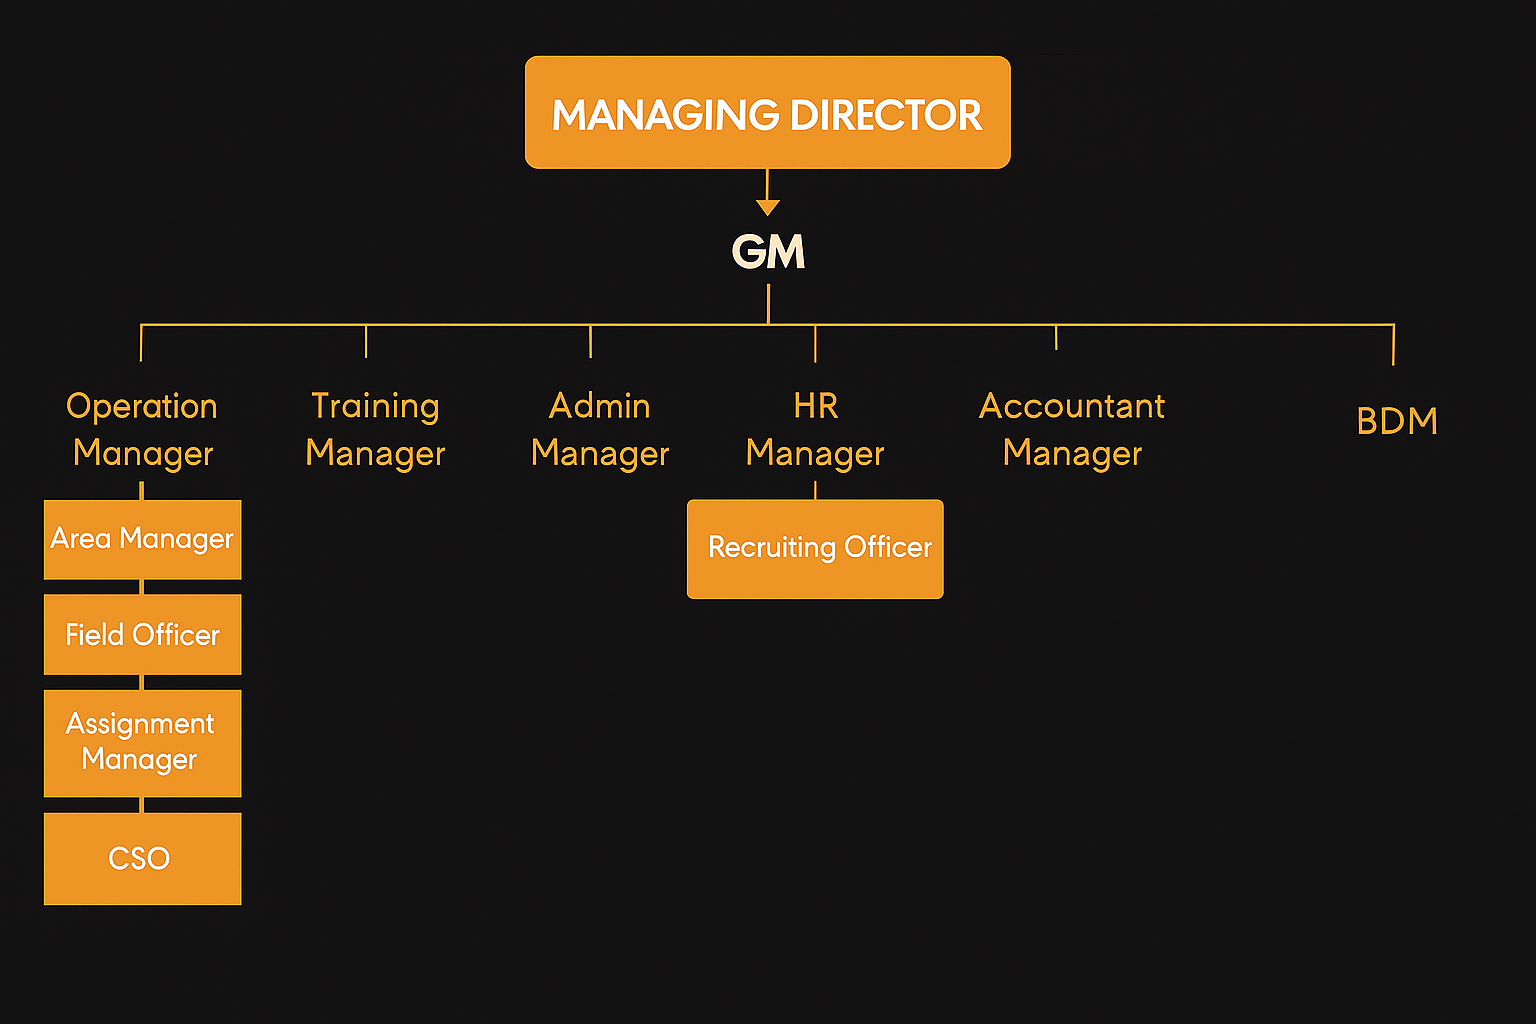 MANAGING DIRECTOR
GM
Operation
Manager
Training
Manager
Admin
Manager
HR
Manager
Accountant
Manager
BDM
Area Manager
Field Officer
Assignment
Manager
CSO
Recruiting Officer